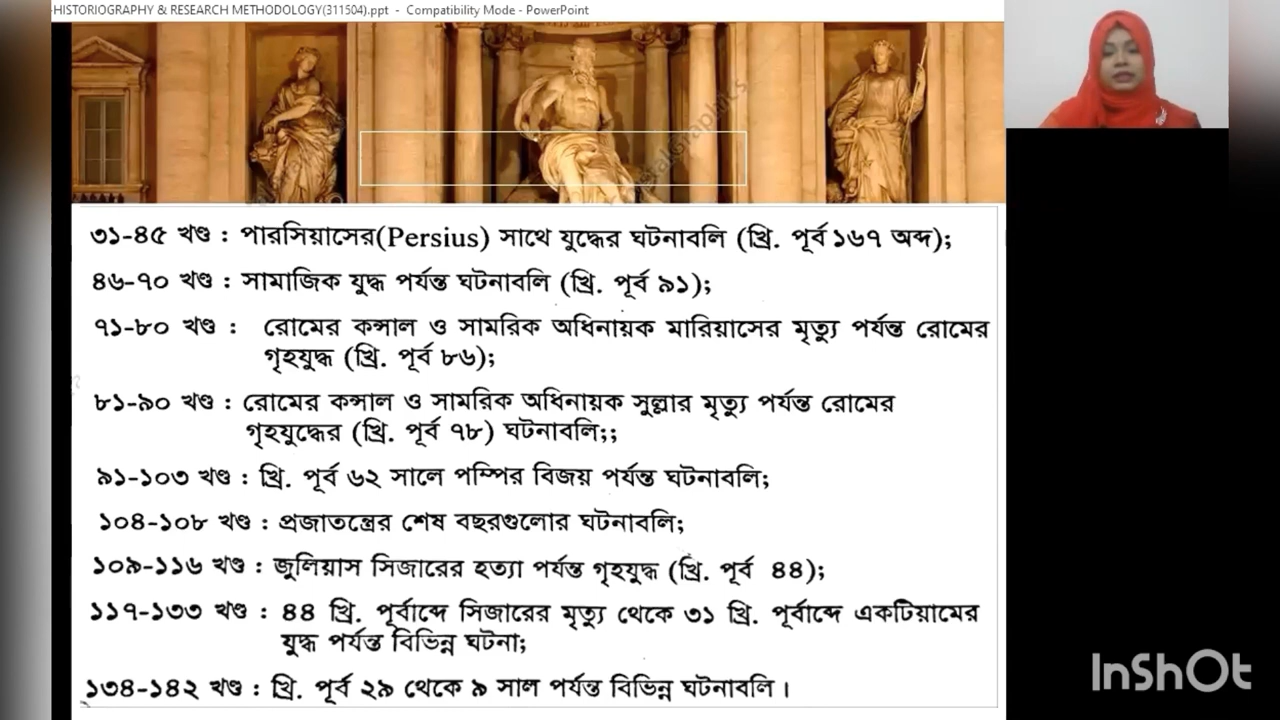 -HISTORIOGRAPHY & RESEARCH METHODOLOGY(311504).ppt - Compatibility Mode - PowerPoint
৩১-৪৫ খণ্ড : পারসিয়াসের(Persius) সাথে যুদ্ধের ঘটনাবলি (খ্রি. পূর্ব ১৬৭ অব্দ);
৪৬-৭০ খণ্ড : সামাজিক যুদ্ধ পর্যন্ত ঘটনাবলি (খ্রি. পূর্ব ৯১);
৭১-৮০ খণ্ড : রোমের কন্সাল ও সামরিক অধিনায়ক মারিয়াসের মৃত্যু পর্যন্ত রোমের
গৃহযুদ্ধ (খ্রি. পূর্ব ৮৬);
৮১-৯০ খণ্ড : রোমের কন্সাল ও সামরিক অধিনায়ক সুল্লার মৃত্যু পর্যন্ত রোমের
গৃহযুদ্ধের (খ্রি. পূর্ব ৭৮) ঘটনাবলি;;
৯১-১০৩ খণ্ড : খ্রি. পূর্ব ৬২ সালে পম্পির বিজয় পর্যন্ত ঘটনাবলি;
১০৪-১০৮ খণ্ড : প্রজাতন্ত্রের শেষ বছরগুলোর ঘটনাবলি;
১০৯-১১৬ খণ্ড : জুলিয়াস সিজারের হত্যা পর্যন্ত গৃহযুদ্ধ (খ্রি. পূর্ব ৪৪);
১১৭-১৩৩ খণ্ড : ৪৪ খ্রি. পূর্বাব্দে সিজারের মৃত্যু থেকে ৩১ খ্রি. পূর্বাব্দে একটিয়ামের
যুদ্ধ পর্যন্ত বিভিন্ন ঘটনা;
১৩৪-১৪২ খণ্ড : খ্রি. পূর্ব ২৯ থেকে ৯ সাল পর্যন্ত বিভিন্ন ঘটনাবলি।
InShOt